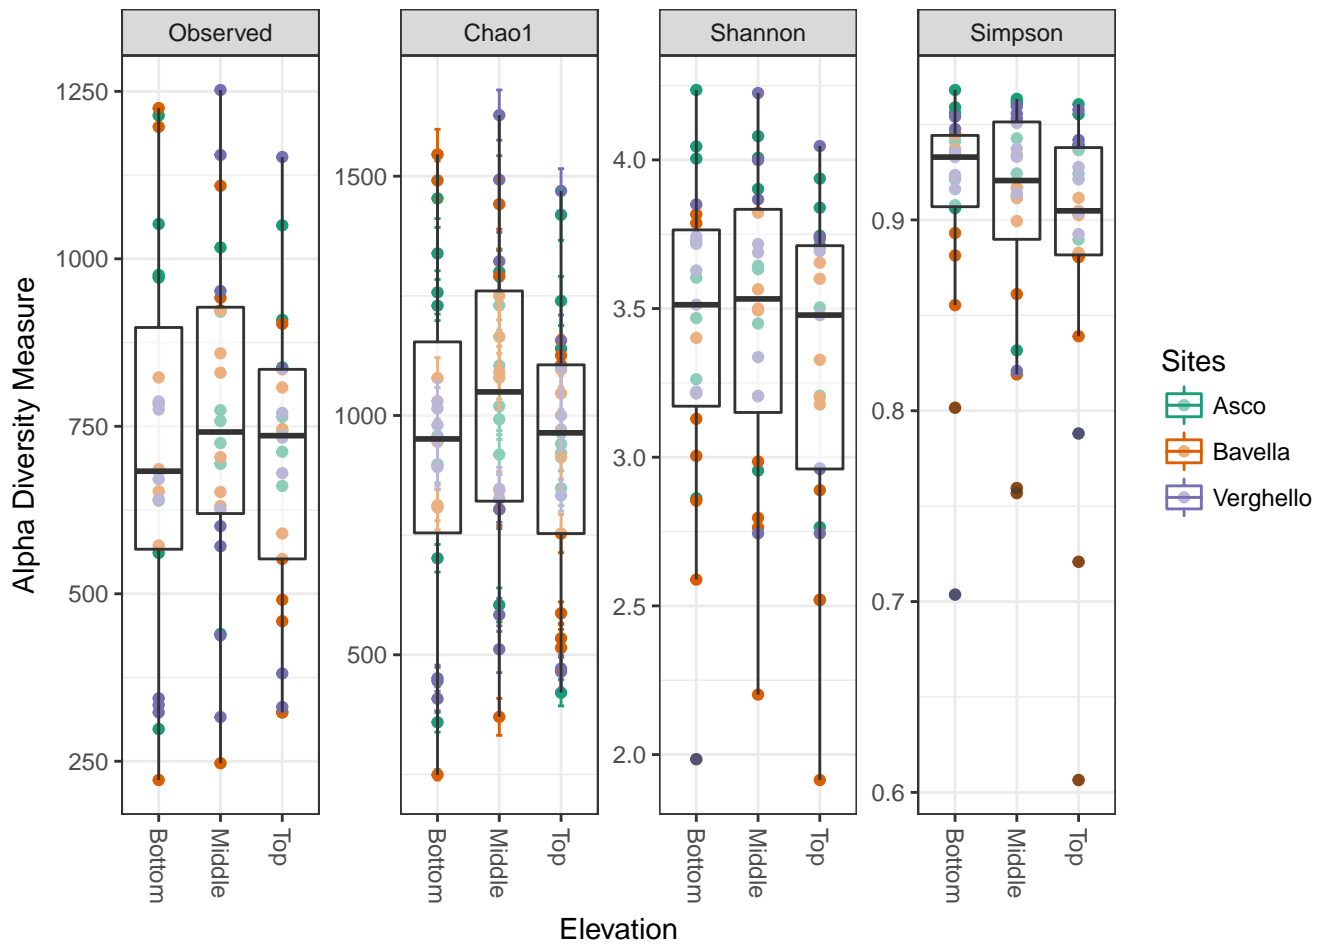 Observed
Chao1
Shannon
Simpson
Alpha Diversity Measure
1250
1000
750
500
250
1500
1000
500
4.0
3.5
3.0
2.5
2.0
0.9
0.8
0.7
0.6
Bottom
Middle
Top
Bottom
Middle
Top
Bottom
Middle
Top
Bottom
Middle
Top
Elevation
Sites
Asco
Bavella
Verghello